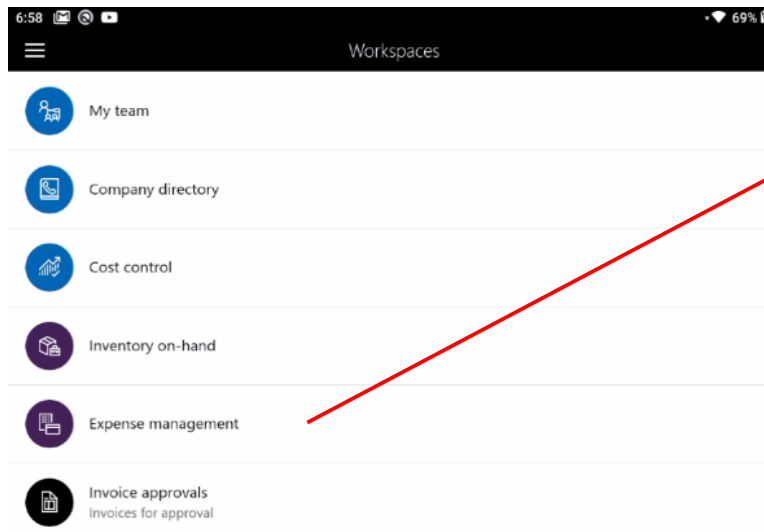 6:58
69%
Workspaces
My team
Company directory
Cost control
Inventory on-hand
Expense management
Invoice approvals
Invoices for approval